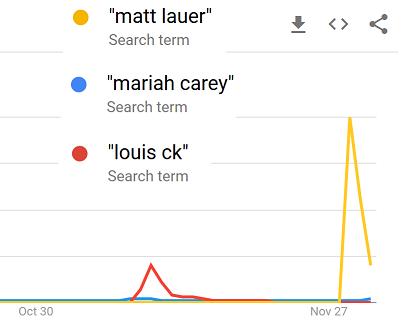 "matt lauer"
Search term
"mariah carey"
Search term
"louis ck"
Search term
Oct 30 Nov 27